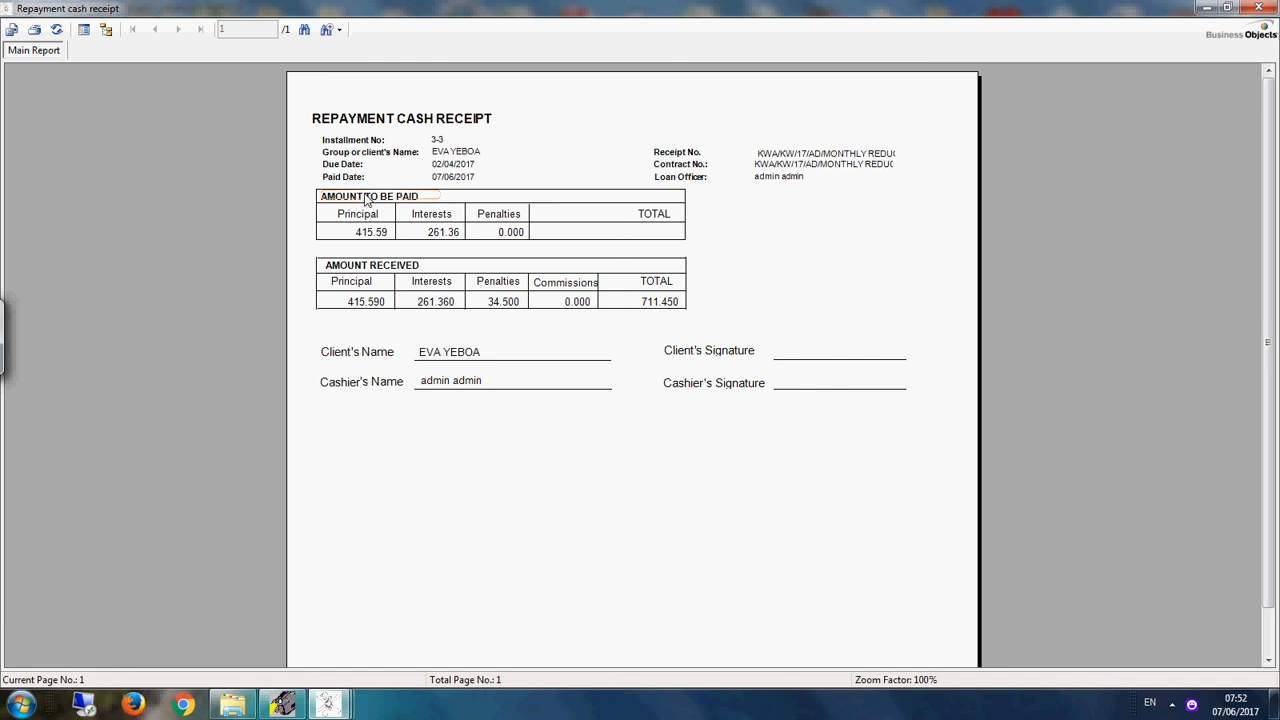 Repayment cash receipt
1 /1
Business Objects
Main Report
REPAYMENT CASH RECEIPT
Installment No: 3-3
Group or client's Name: EVA YEBOA
Receipt No. KWA/KW/17/AD/MONTHLY REDUC
Due Date: 02/04/2017
Contract No.: KWA/KW/17/AD/MONTHLY REDUC
Paid Date: 07/06/2017
Loan Officer: admin admin
AMOUNT TO BE PAID
Principal Interests Penalties TOTAL
415.59 261.36 0.000
AMOUNT RECEIVED
Principal Interests Penalties Commissions TOTAL
415.590 261.360 34.500 0.000 711.450
Client's Name EVA YEBOA Client's Signature
Cashier's Name admin admin Cashier's Signature
Current Page No.: 1 Total Page No.: 1 Zoom Factor: 100%
EN 07:52
07/06/2017